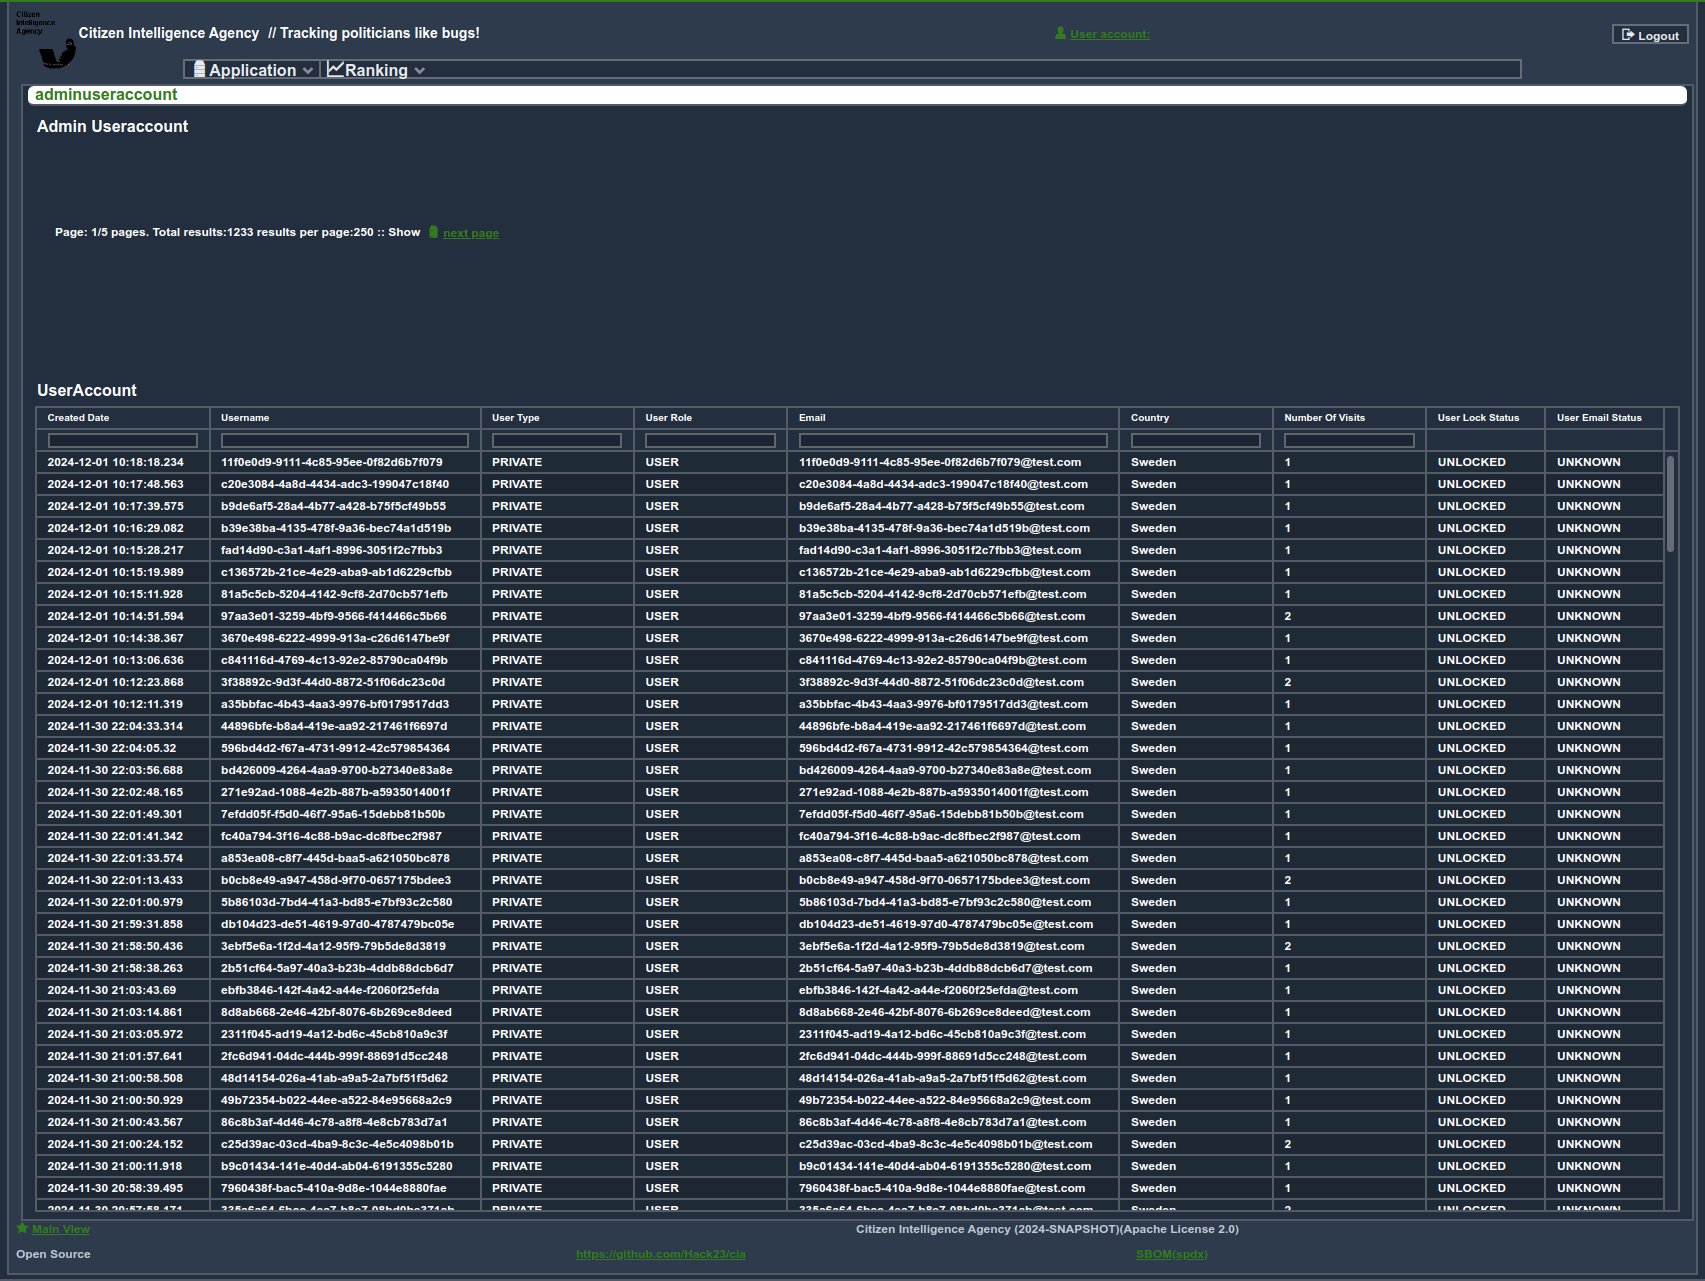 Citizen
Intelligence
Agency
Citizen Intelligence Agency // Tracking politicians like bugs!
User account:
Logout
Application Ranking
adminuseraccount
Admin Useraccount
Page: 1/5 pages. Total results:1233 results per page:250 :: Show next page
UserAccount
Created Date Username User Type User Role Email Country Number Of Visits User Lock Status User Email Status
2024-12-01 10:18:18.234 11f0e0d9-9111-4c85-95ee-0f82d6b7f079 PRIVATE USER 11f0e0d9-9111-4c85-95ee-0f82d6b7f079@test.com Sweden 1 UNLOCKED UNKNOWN
2024-12-01 10:17:48.563 c20e3084-4a8d-4434-adc3-199047c18f40 PRIVATE USER c20e3084-4a8d-4434-adc3-199047c18f40@test.com Sweden 1 UNLOCKED UNKNOWN
2024-12-01 10:17:39.575 b9de6af5-28a4-4b77-a428-b75f5cf49b55 PRIVATE USER b9de6af5-28a4-4b77-a428-b75f5cf49b55@test.com Sweden 1 UNLOCKED UNKNOWN
2024-12-01 10:16:29.082 b39e38ba-4135-478f-9a36-bec74a1d519b PRIVATE USER b39e38ba-4135-478f-9a36-bec74a1d519b@test.com Sweden 1 UNLOCKED UNKNOWN
2024-12-01 10:15:28.217 fad14d90-c3a1-4af1-8996-3051f2c7fbb3 PRIVATE USER fad14d90-c3a1-4af1-8996-3051f2c7fbb3@test.com Sweden 1 UNLOCKED UNKNOWN
2024-12-01 10:15:19.989 c136572b-21ce-4e29-aba9-ab1d6229cfbb PRIVATE USER c136572b-21ce-4e29-aba9-ab1d6229cfbb@test.com Sweden 1 UNLOCKED UNKNOWN
2024-12-01 10:15:11.928 81a5c5cb-5204-4142-9cf8-2d70cb571efb PRIVATE USER 81a5c5cb-5204-4142-9cf8-2d70cb571efb@test.com Sweden 1 UNLOCKED UNKNOWN
2024-12-01 10:14:51.594 97aa3e01-3259-4bf9-9566-f414466c5b66 PRIVATE USER 97aa3e01-3259-4bf9-9566-f414466c5b66@test.com Sweden 2 UNLOCKED UNKNOWN
2024-12-01 10:14:38.367 3670e498-6222-4999-913a-c26d6147be9f PRIVATE USER 3670e498-6222-4999-913a-c26d6147be9f@test.com Sweden 1 UNLOCKED UNKNOWN
2024-12-01 10:13:06.636 c841116d-4769-4c13-92e2-85790ca04f9b PRIVATE USER c841116d-4769-4c13-92e2-85790ca04f9b@test.com Sweden 1 UNLOCKED UNKNOWN
2024-12-01 10:12:23.868 3f38892c-9d3f-44d0-8872-51f06dc23c0d PRIVATE USER 3f38892c-9d3f-44d0-8872-51f06dc23c0d@test.com Sweden 2 UNLOCKED UNKNOWN
2024-12-01 10:12:11.319 a35bbfac-4b43-4aa3-9976-bf0179517dd3 PRIVATE USER a35bbfac-4b43-4aa3-9976-bf0179517dd3@test.com Sweden 1 UNLOCKED UNKNOWN
2024-11-30 22:04:33.314 44896bfe-b8a4-419e-aa92-217461f6697d PRIVATE USER 44896bfe-b8a4-419e-aa92-217461f6697d@test.com Sweden 1 UNLOCKED UNKNOWN
2024-11-30 22:04:05.32 596bd4d2-f67a-4731-9912-42c579854364 PRIVATE USER 596bd4d2-f67a-4731-9912-42c579854364@test.com Sweden 1 UNLOCKED UNKNOWN
2024-11-30 22:03:56.688 bd426009-4264-4aa9-9700-b27340e83a8e PRIVATE USER bd426009-4264-4aa9-9700-b27340e83a8e@test.com Sweden 1 UNLOCKED UNKNOWN
2024-11-30 22:02:48.165 271e92ad-1088-4e2b-887b-a5935014001f PRIVATE USER 271e92ad-1088-4e2b-887b-a5935014001f@test.com Sweden 1 UNLOCKED UNKNOWN
2024-11-30 22:01:49.301 7efdd05f-f5d0-46f7-95a6-15debb81b50b PRIVATE USER 7efdd05f-f5d0-46f7-95a6-15debb81b50b@test.com Sweden 1 UNLOCKED UNKNOWN
2024-11-30 22:01:41.342 fc40a794-3f16-4c88-b9ac-dc8fbec2f987 PRIVATE USER fc40a794-3f16-4c88-b9ac-dc8fbec2f987@test.com Sweden 1 UNLOCKED UNKNOWN
2024-11-30 22:01:33.574 a853ea08-c8f7-445d-baa5-a621050bc878 PRIVATE USER a853ea08-c8f7-445d-baa5-a621050bc878@test.com Sweden 1 UNLOCKED UNKNOWN
2024-11-30 22:01:13.433 b0cb8e49-a947-458d-9f70-0657175bdee3 PRIVATE USER b0cb8e49-a947-458d-9f70-0657175bdee3@test.com Sweden 2 UNLOCKED UNKNOWN
2024-11-30 22:01:00.979 5b86103d-7bd4-41a3-bd85-e7bf93c2c580 PRIVATE USER 5b86103d-7bd4-41a3-bd85-e7bf93c2c580@test.com Sweden 1 UNLOCKED UNKNOWN
2024-11-30 21:59:31.858 db104d23-de51-4619-97d0-4787479bc05e PRIVATE USER db104d23-de51-4619-97d0-4787479bc05e@test.com Sweden 1 UNLOCKED UNKNOWN
2024-11-30 21:58:50.436 3ebf5e6a-1f2d-4a12-95f9-79b5de8d3819 PRIVATE USER 3ebf5e6a-1f2d-4a12-95f9-79b5de8d3819@test.com Sweden 2 UNLOCKED UNKNOWN
2024-11-30 21:58:38.263 2b51cf64-5a97-40a3-b23b-4ddb88dcb6d7 PRIVATE USER 2b51cf64-5a97-40a3-b23b-4ddb88dcb6d7@test.com Sweden 1 UNLOCKED UNKNOWN
2024-11-30 21:03:43.69 ebfb3846-142f-4a42-a44e-f2060f25efda PRIVATE USER ebfb3846-142f-4a42-a44e-f2060f25efda@test.com Sweden 1 UNLOCKED UNKNOWN
2024-11-30 21:03:14.861 8d8ab668-2e46-42bf-8076-6b269ce8deed PRIVATE USER 8d8ab668-2e46-42bf-8076-6b269ce8deed@test.com Sweden 1 UNLOCKED UNKNOWN
2024-11-30 21:03:05.972 2311f045-ad19-4a12-bd6c-45cb810a9c3f PRIVATE USER 2311f045-ad19-4a12-bd6c-45cb810a9c3f@test.com Sweden 1 UNLOCKED UNKNOWN
2024-11-30 21:01:57.641 2fc6d941-04dc-444b-999f-88691d5cc248 PRIVATE USER 2fc6d941-04dc-444b-999f-88691d5cc248@test.com Sweden 1 UNLOCKED UNKNOWN
2024-11-30 21:00:58.508 48d14154-026a-41ab-a9a5-2a7bf51f5d62 PRIVATE USER 48d14154-026a-41ab-a9a5-2a7bf51f5d62@test.com Sweden 1 UNLOCKED UNKNOWN
2024-11-30 21:00:50.929 49b72354-b022-44ee-a522-84e95668a2c9 PRIVATE USER 49b72354-b022-44ee-a522-84e95668a2c9@test.com Sweden 1 UNLOCKED UNKNOWN
2024-11-30 21:00:43.567 86c8b3af-4d46-4c78-a8f8-4e8cb783d7a1 PRIVATE USER 86c8b3af-4d46-4c78-a8f8-4e8cb783d7a1@test.com Sweden 1 UNLOCKED UNKNOWN
2024-11-30 21:00:24.152 c25d39ac-03cd-4ba9-8c3c-4e5c4098b01b PRIVATE USER c25d39ac-03cd-4ba9-8c3c-4e5c4098b01b@test.com Sweden 2 UNLOCKED UNKNOWN
2024-11-30 21:00:11.918 b9c01434-141e-40d4-ab04-6191355c5280 PRIVATE USER b9c01434-141e-40d4-ab04-6191355c5280@test.com Sweden 1 UNLOCKED UNKNOWN
2024-11-30 20:58:39.495 7960438f-bac5-410a-9d8e-1044e8880fae PRIVATE USER 7960438f-bac5-410a-9d8e-1044e8880fae@test.com Sweden 1 UNLOCKED UNKNOWN
PRIVATE USER Sweden UNLOCKED UNKNOWN
Main View Citizen Intelligence Agency (2024-SNAPSHOT)(Apache License 2.0)
Open Source https://github.com/Hack23/cia SBOM(spdx)